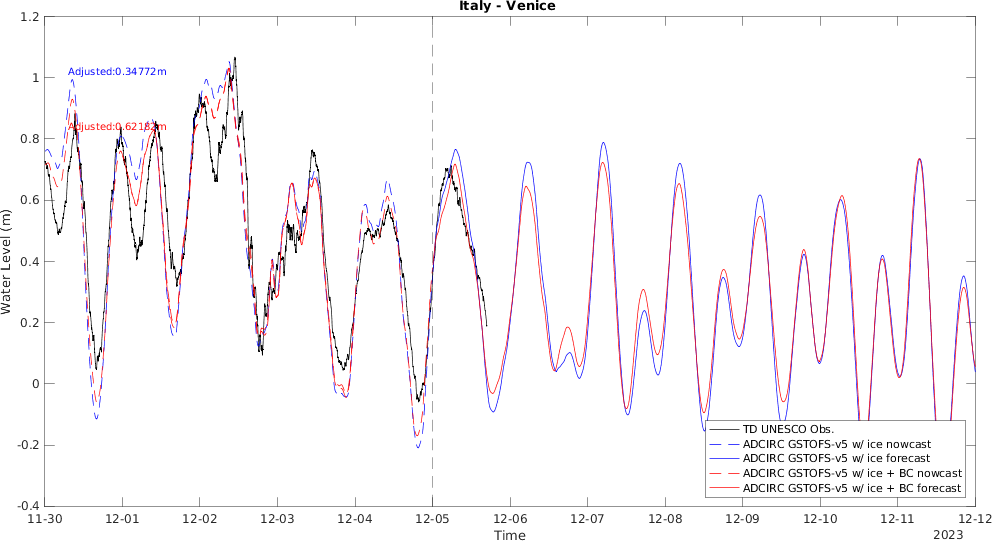 Italy - Venice
Water Level (m)
1.2
1
0.8
0.6
0.4
0.2
0
-0.2
-0.4
Adjusted:0.34772m
Adjusted:0.62182m
TD UNESCO Obs.
ADCIRC GSTOFS-v5 w/ ice nowcast
ADCIRC GSTOFS-v5 w/ ice forecast
ADCIRC GSTOFS-v5 w/ ice + BC nowcast
ADCIRC GSTOFS-v5 w/ ice + BC forecast
11-30 12-01 12-02 12-03 12-04 12-05 12-06 12-07 12-08 12-09 12-10 12-11 12-12
Time
2023